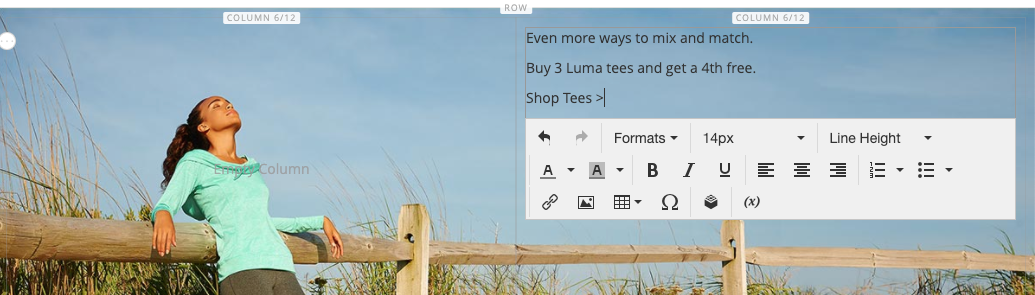 ROW
COLUMN 6/12
COLUMN 6/12
Even more ways to mix and match.
Buy 3 Luma tees and get a 4th free.
Shop Tees >
Empty Column
Formats
14px
Line Height
A
A
B
I
U
Ω
(x)